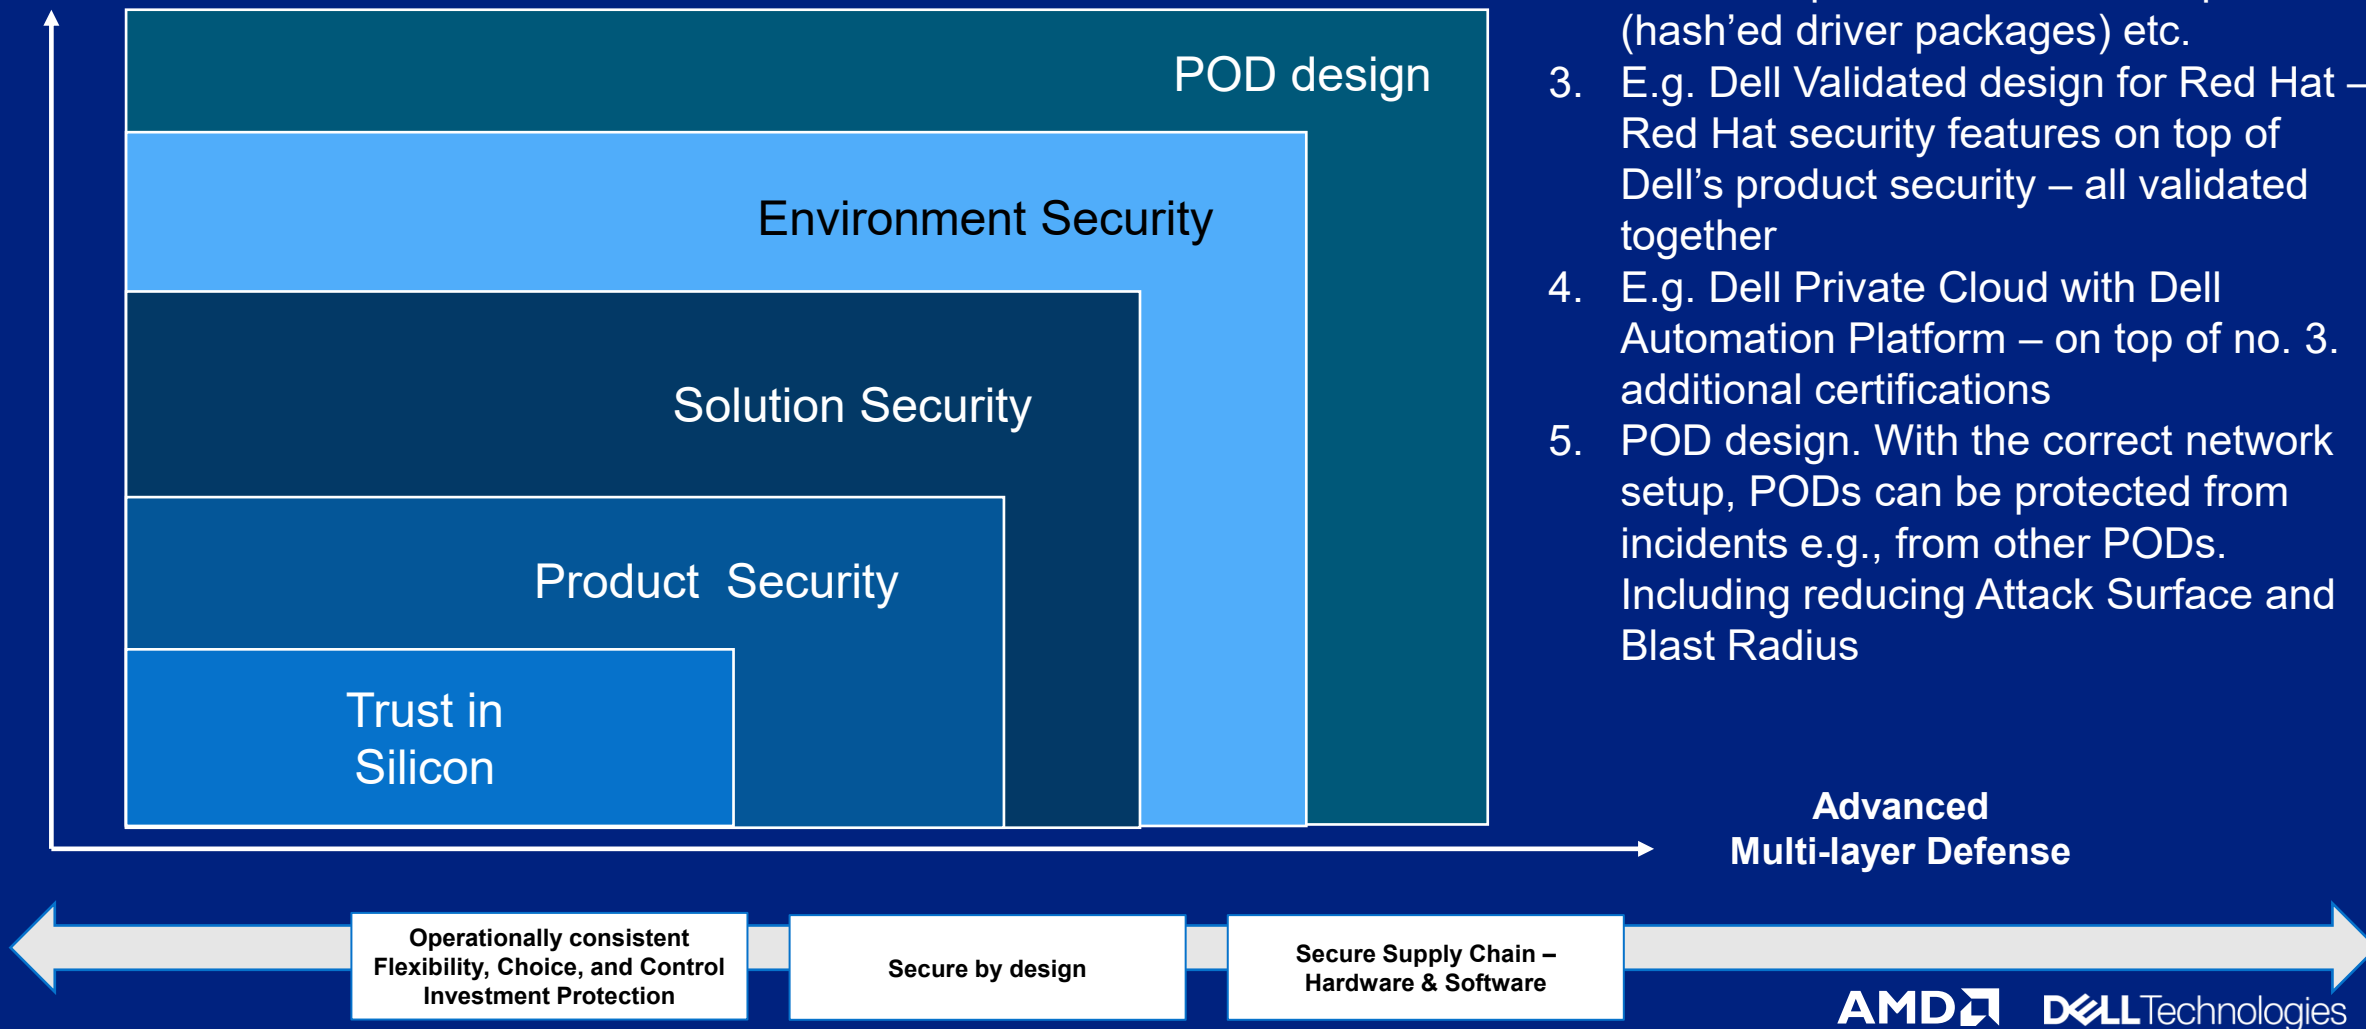 POD design
Environment Security
Solution Security
Product  Security
Trust in
Silicon
(hash’ed driver packages) etc.
3. E.g. Dell Validated design for Red Hat –
Red Hat security features on top of
Dell’s product security – all validated
together
4. E.g. Dell Private Cloud with Dell
Automation Platform – on top of no. 3.
additional certifications
5. POD design. With the correct network
setup, PODs can be protected from
incidents e.g., from other PODs.
Including reducing Attack Surface and
Blast Radius
Advanced
Multi-layer Defense
Operationally consistent
Flexibility, Choice, and Control
Investment Protection
Secure by design
Secure Supply Chain –
Hardware & Software
AMD
DELLTechnologies